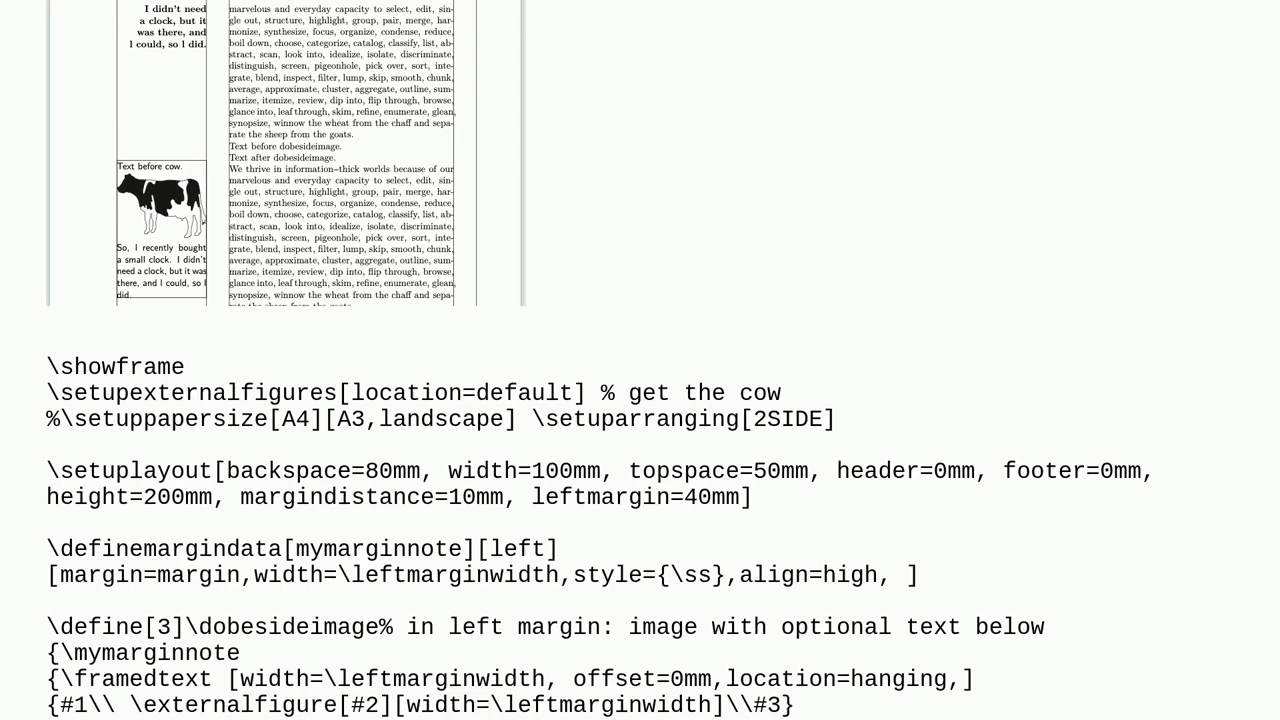 I didn't need
a clock, but it
was there, and
I could, so I did.
marvelous and everyday capacity to select, edit, sin-
gle out, structure, highlight, group, pair, merge, har-
monize, synthesize, focus, organize, condense, reduce,
boil down, choose, categorize, catalog, classify, list, ab-
stract, scan, look into, idealize, isolate, discriminate,
distinguish, screen, pigeonhole, pick over, sort, inte-
grate, blend, inspect, filter, lump, skip, smooth, chunk,
average, approximate, cluster, aggregate, outline, sum-
marize, itemize, review, dip into, flip through, browse,
glance into, leaf through, skim, refine, enumerate, glean,
synopsize, winnow the wheat from the chaff and sepa-
rate the sheep from the goats.
Text before dobesideimage.
Text after dobesideimage.
Text before cow.
So, I recently bought
a small clock. I didn't
need a clock, but it was
there, and I could, so I
did.
We thrive in information–thick worlds because of our
marvelous and everyday capacity to select, edit, sin-
gle out, structure, highlight, group, pair, merge, har-
monize, synthesize, focus, organize, condense, reduce,
boil down, choose, categorize, catalog, classify, list, ab-
stract, scan, look into, idealize, isolate, discriminate,
distinguish, screen, pigeonhole, pick over, sort, inte-
grate, blend, inspect, filter, lump, skip, smooth, chunk,
average, approximate, cluster, aggregate, outline, sum-
marize, itemize, review, dip into, flip through, browse,
glance into, leaf through, skim, refine, enumerate, glean,
synopsize, winnow the wheat from the chaff and sepa-
\showframe
\setupexternalfigures[location=default] % get the cow
%\setuppapersize[A4][A3,landscape] \setuparranging[2SIDE]
\setuplayout[backspace=80mm, width=100mm, topspace=50mm, header=0mm, footer=0mm,
height=200mm, margindistance=10mm, leftmargin=40mm]
\definemargindata[mymarginnote][left]
[margin=margin,width=\leftmarginwidth,style={\ss},align=high, ]
\define[3]\dobesideimage% in left margin: image with optional text below
{\mymarginnote
{\framedtext [width=\leftmarginwidth, offset=0mm,location=hanging,]
{#1\\ \externalfigure[#2][width=\leftmarginwidth]\\#3}